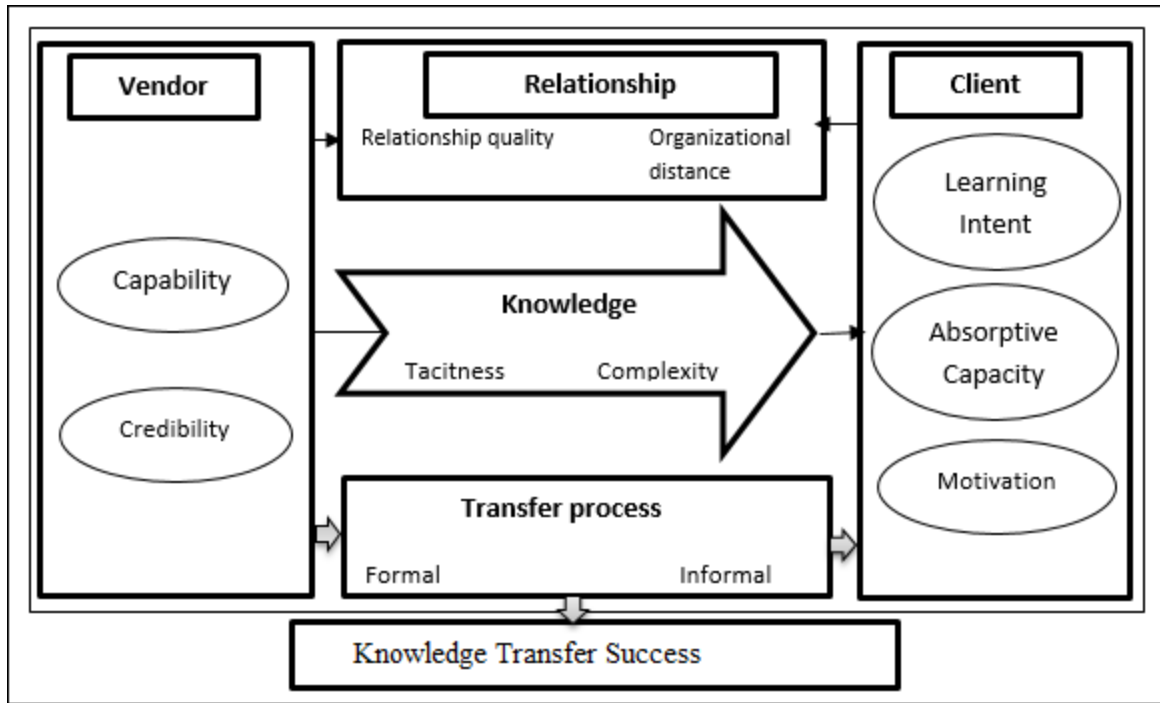 Vendor
Capability
Credibility
Relationship
Relationship quality
Organizational
distance
Knowledge
Tacitness
Complexity
Transfer process
Formal
Informal
Client
Learning
Intent
Absorptive
Capacity
Motivation
Knowledge Transfer Success